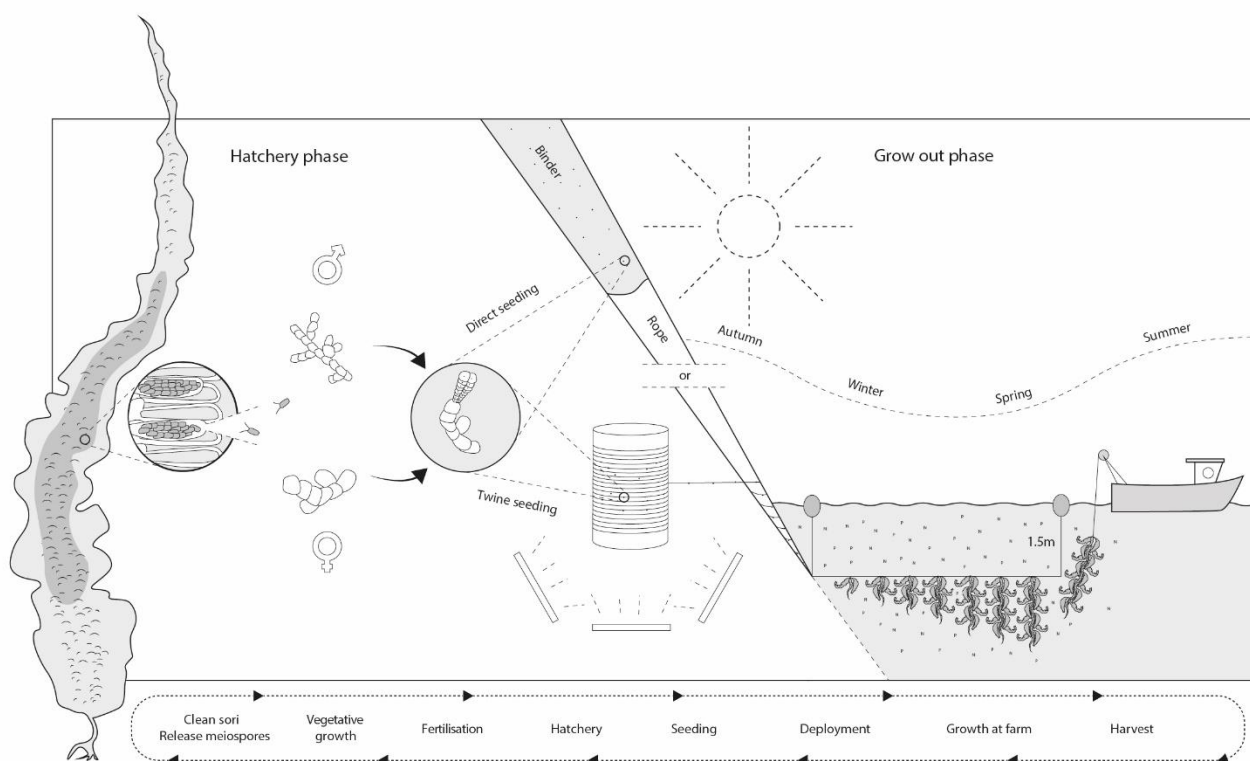 Hatchery phase
Grow out phase
Binder
Direct seeding
Rope
or
Twine seeding
Autumn
Winter
Spring
Summer
1.5m
Clean sori
Release meiospores
Vegetative
growth
Fertilisation
Hatchery
Seeding
Deployment
Growth at farm
Harvest